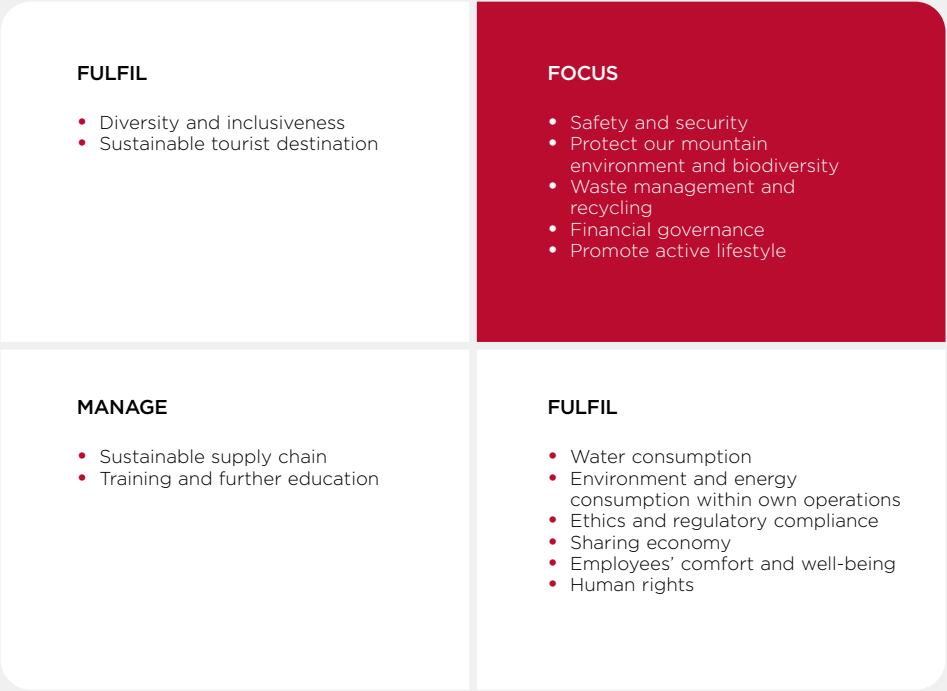 FULFIL
• Diversity and inclusiveness
• Sustainable tourist destination
FOCUS
• Safety and security
• Protect our mountain
environment and biodiversity
• Waste management and
recycling
• Financial governance
• Promote active lifestyle
MANAGE
• Sustainable supply chain
• Training and further education
FULFIL
• Water consumption
• Environment and energy
consumption within own operations
• Ethics and regulatory compliance
• Sharing economy
• Employees’ comfort and well-being
• Human rights